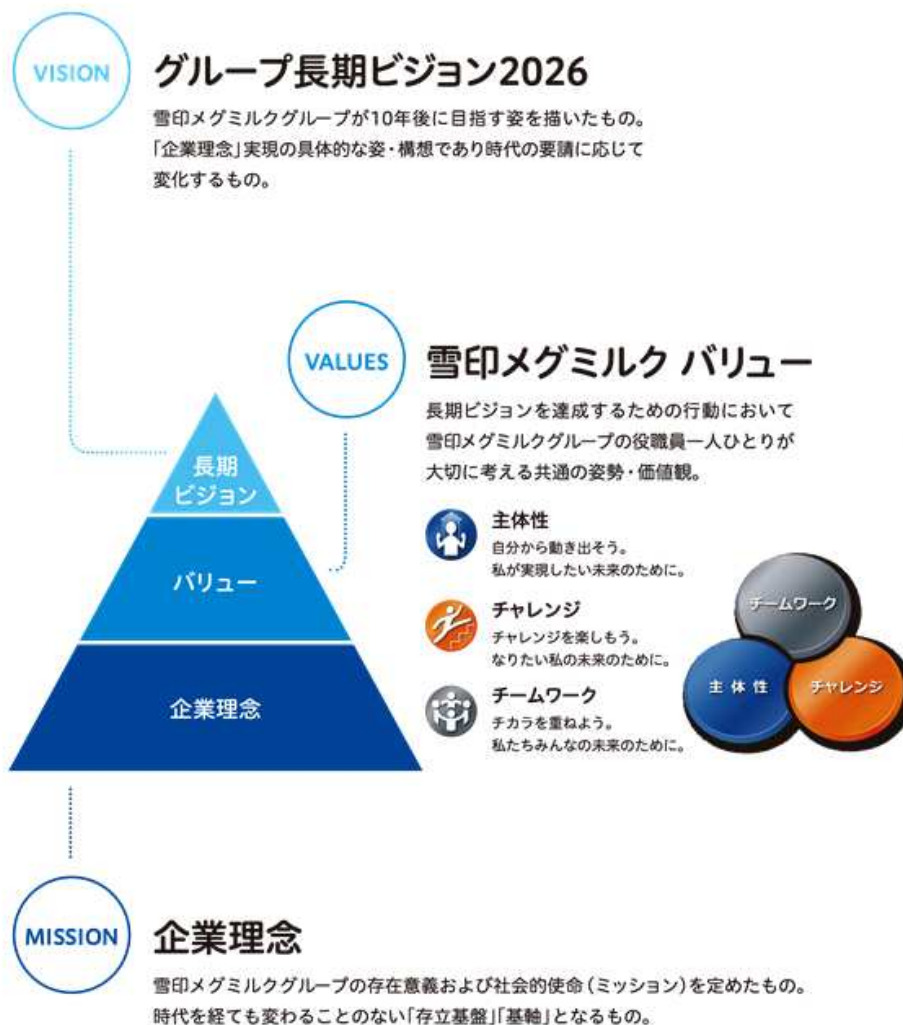 VISION
グループ長期ビジョン2026
雪印メグミルクグループが10年後に目指す姿を描いたもの。
「企業理念」実現の具体的な姿・構想であり時代の要請に応じて
変化するもの。
VALUES
雪印メグミルク バリュー
長期ビジョンを達成するための行動において
雪印メグミルクグループの役職員一人ひとりが
大切に考える共通の姿勢・価値観。
長期
ビジョン
バリュー
企業理念
主体性
自分から動き出そう。
私が実現したい未来のために。
チャレンジ
チャレンジを楽しもう。
なりたい私の未来のために。
チームワーク
チカラを重ねよう。
私たちみんなの未来のために。
チームワーク
主体性
チャレンジ
MISSION
企業理念
雪印メグミルクグループの存在意義および社会的使命(ミッション)を定めたもの。
時代を経ても変わることのない「存立基盤」「基軸」となるもの。